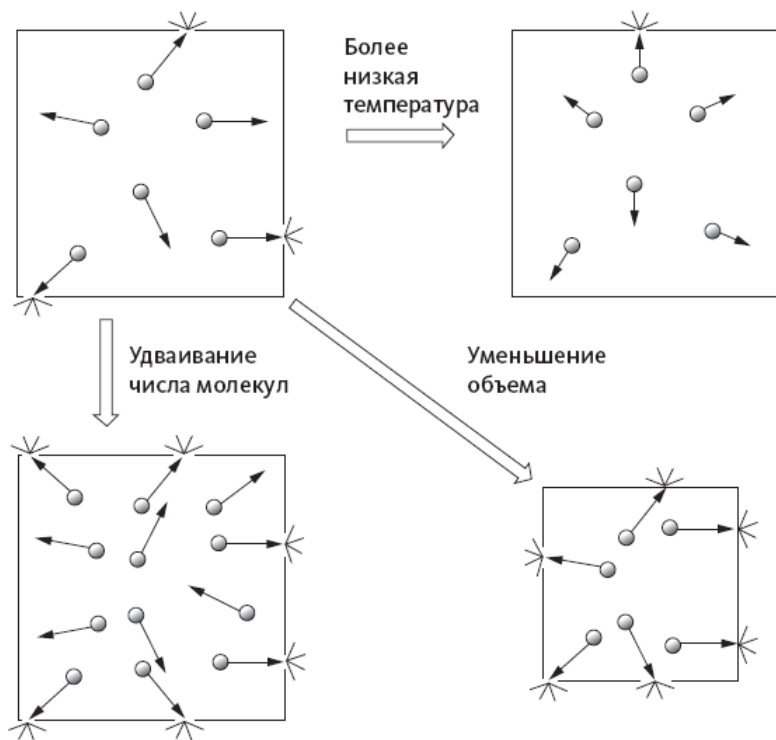 Более
низкая
температура
Удваивание
числа молекул
Уменьшение
объема